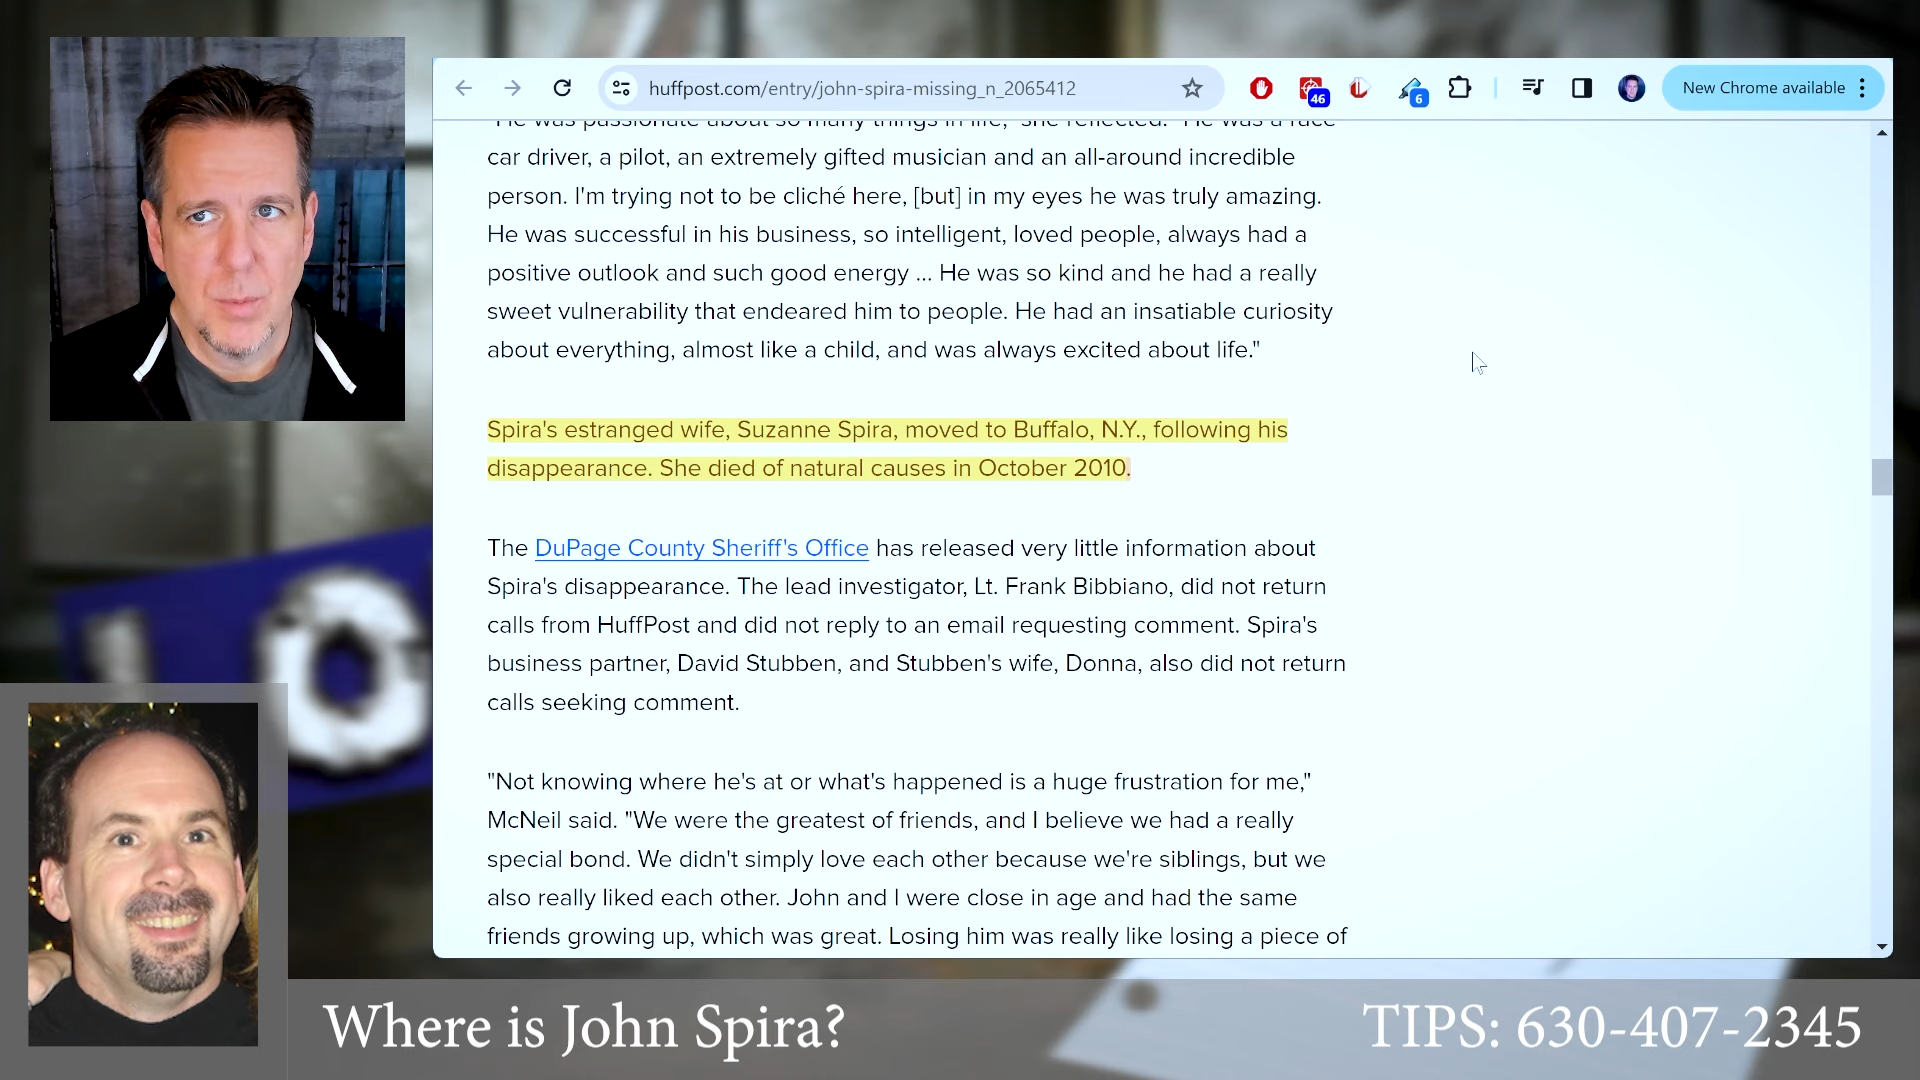 huffpost.com/entry/john-spira-missing_n_2065412
46
6
New Chrome available
"He was passionate about so many things in life," she reflected. "He was a race
car driver, a pilot, an extremely gifted musician and an all-around incredible
person. I'm trying not to be cliché here, [but] in my eyes he was truly amazing.
He was successful in his business, so intelligent, loved people, always had a
positive outlook and such good energy ... He was so kind and he had a really
sweet vulnerability that endeared him to people. He had an insatiable curiosity
about everything, almost like a child, and was always excited about life."
Spira's estranged wife, Suzanne Spira, moved to Buffalo, N.Y., following his
disappearance. She died of natural causes in October 2010.
The DuPage County Sheriff's Office has released very little information about
Spira's disappearance. The lead investigator, Lt. Frank Bibbiano, did not return
calls from HuffPost and did not reply to an email requesting comment. Spira's
business partner, David Stubben, and Stubben's wife, Donna, also did not return
calls seeking comment.
"Not knowing where he's at or what's happened is a huge frustration for me,"
McNeil said. "We were the greatest of friends, and I believe we had a really
special bond. We didn't simply love each other because we're siblings, but we
also really liked each other. John and I were close in age and had the same
friends growing up, which was great. Losing him was really like losing a piece of
Where is John Spira?
TIPS: 630-407-2345